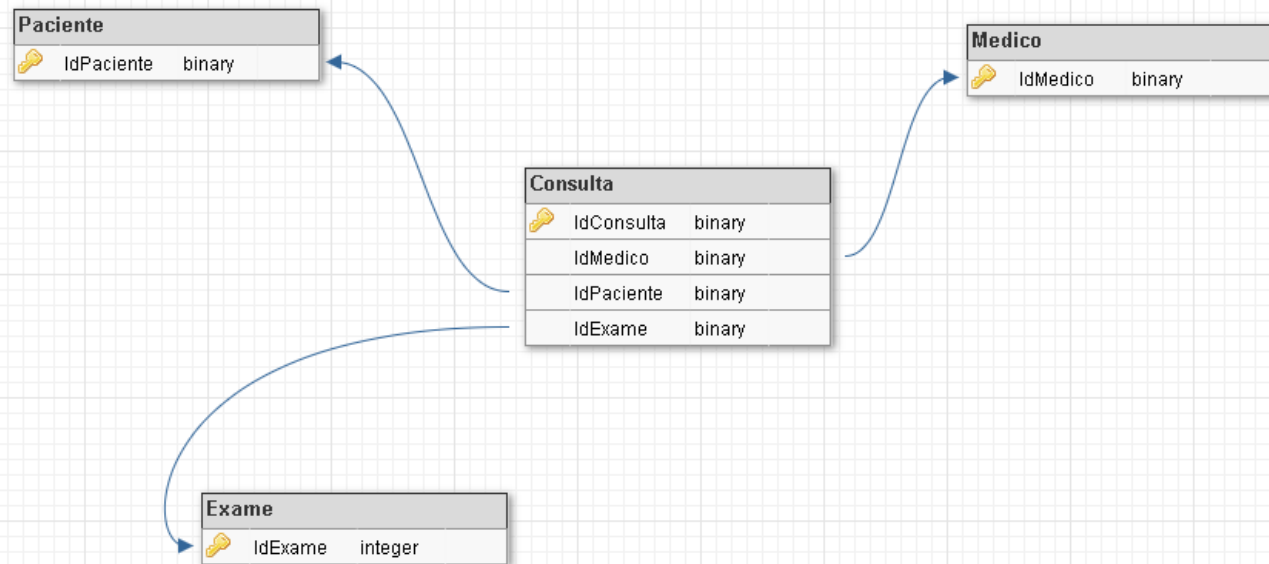 Paciente
IdPaciente binary
Medico
IdMedico binary
Consulta
IdConsulta binary
IdMedico binary
IdPaciente binary
IdExame binary
Exame
IdExame integer